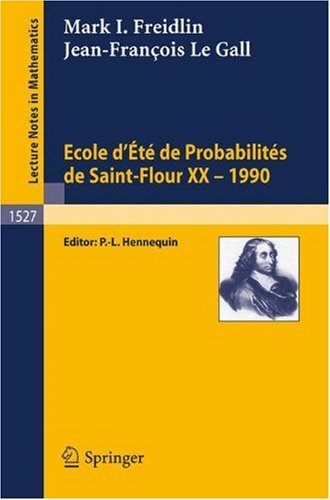 Mark I. Freidlin
Jean-François Le Gall
Lecture Notes in Mathematics
1527
Ecole d'Été de Probabilités
de Saint-Flour XX – 1990
Editor: P.-L. Hennequin
Springer